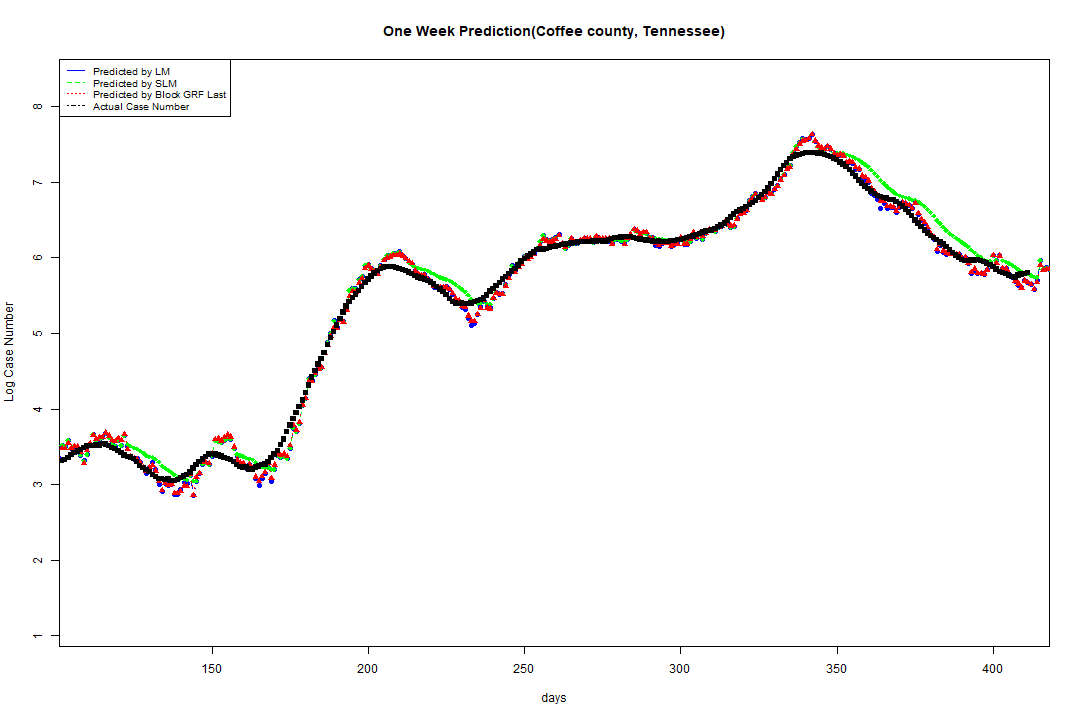 One Week Prediction(Coffee county, Tennessee)
Predicted by LM
Predicted by SLM
Predicted by Block GRF Last
Actual Case Number
8
7
6
5
4
3
2
1
Log Case Number
150 200 250 300 350 400
days